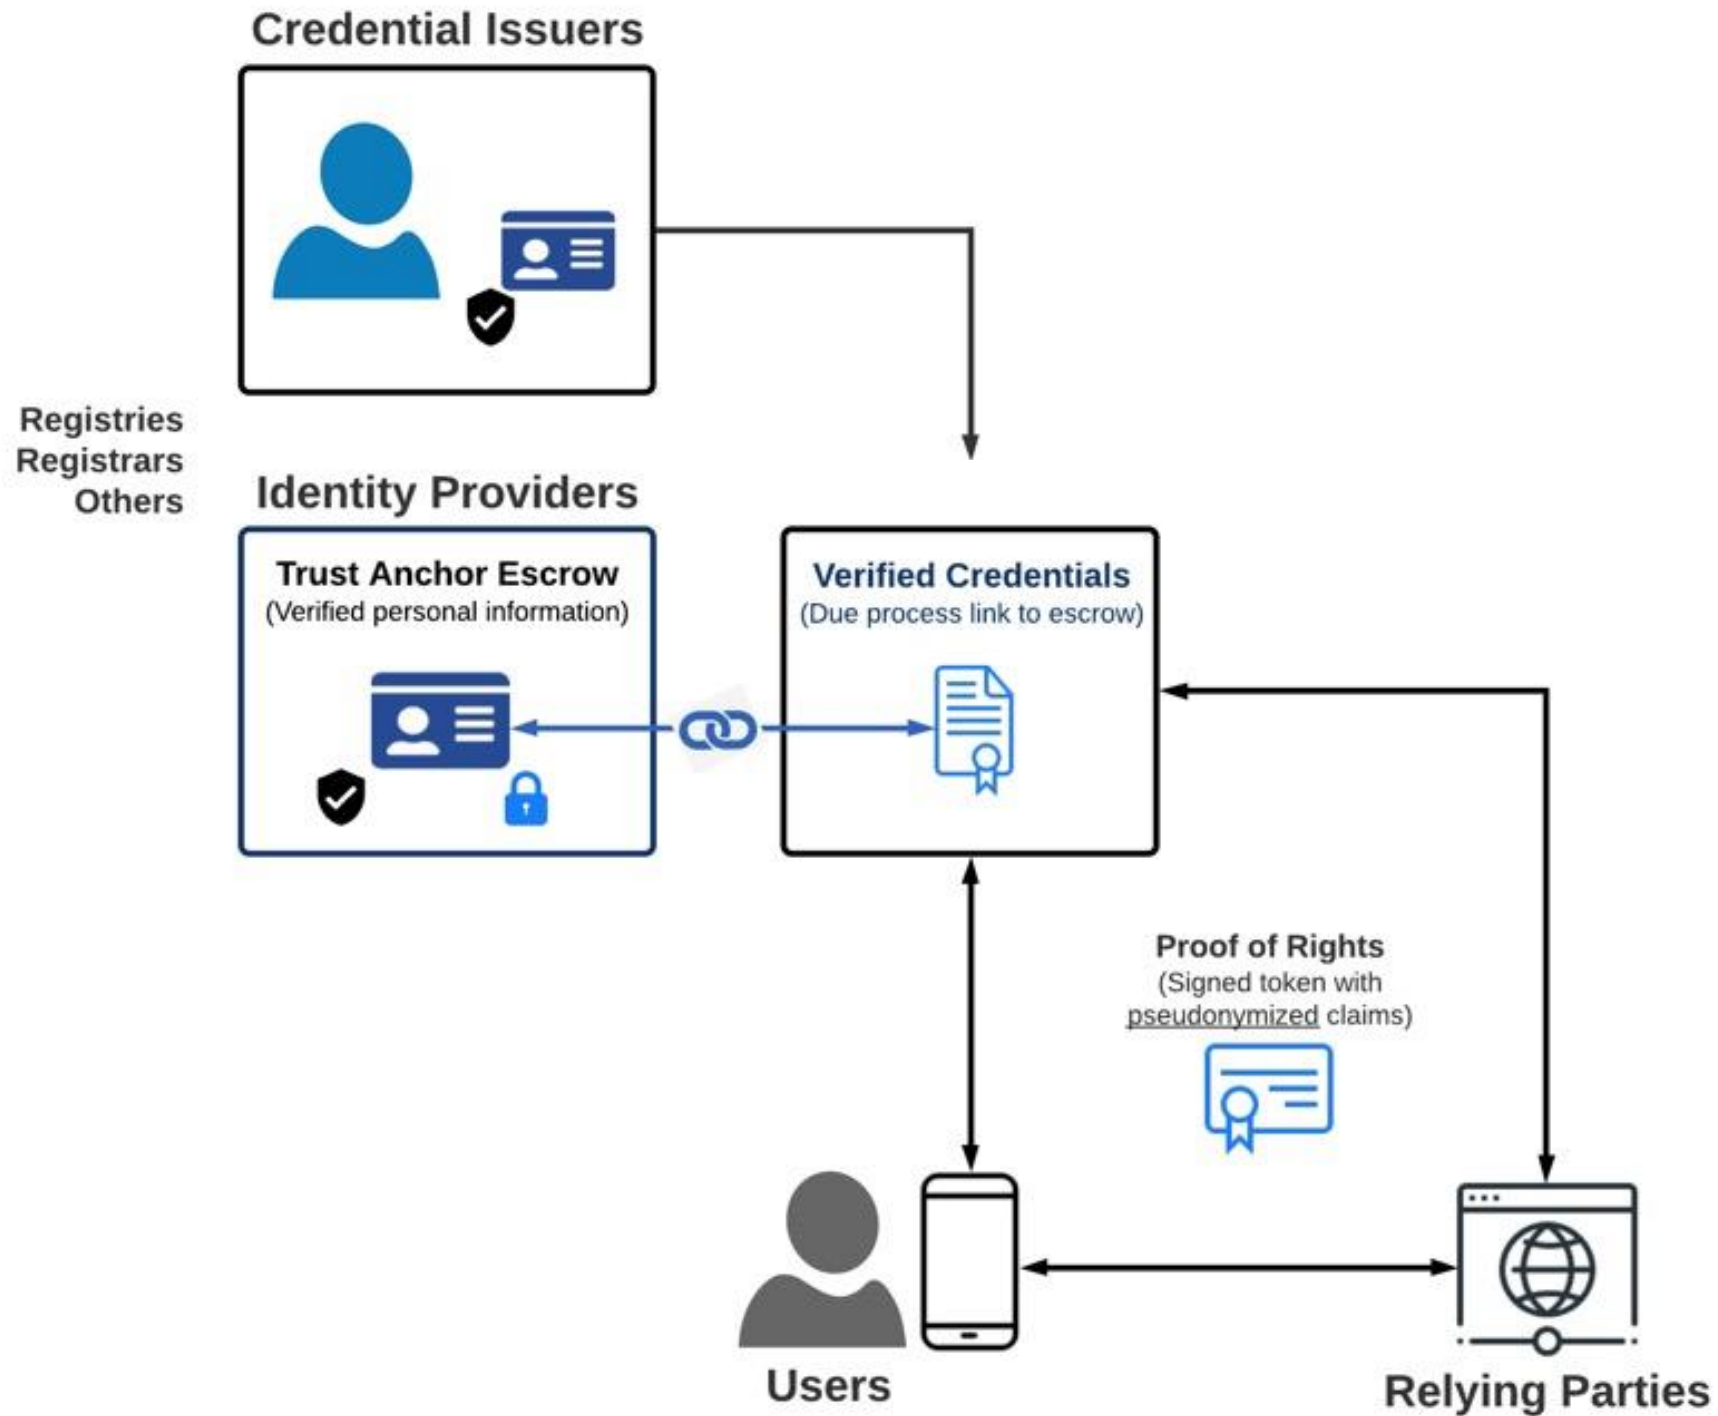 Credential Issuers
Registries
Registrars
Others
Identity Providers
Trust Anchor Escrow
(Verified personal information)
Verified Credentials
(Due process link to escrow)
Proof of Rights
(Signed token with
pseudonymized claims)
Users
Relying Parties